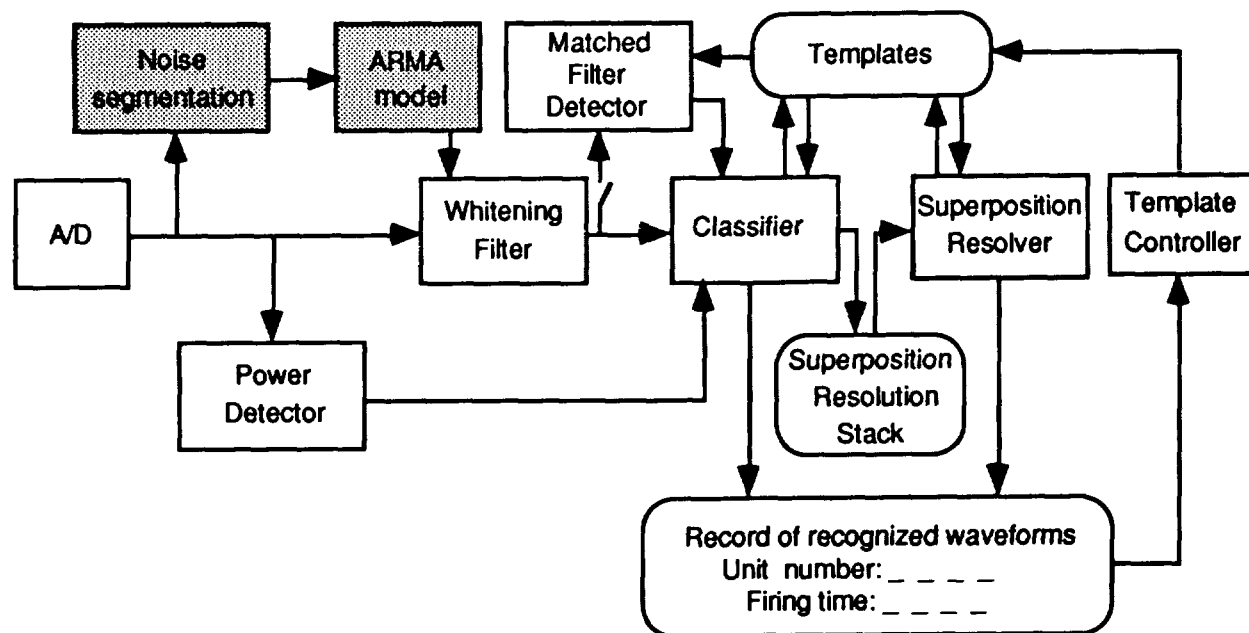 Noise
segmentation
ARMA
model
Matched
Filter
Detector
Templates
A/D
Whitening
Filter
Classifier
Superposition
Resolver
Template
Controller
Power
Detector
Superposition
Resolution
Stack
Record of recognized waveforms
Unit number: _ _ _ _
Firing time: _ _ _ _